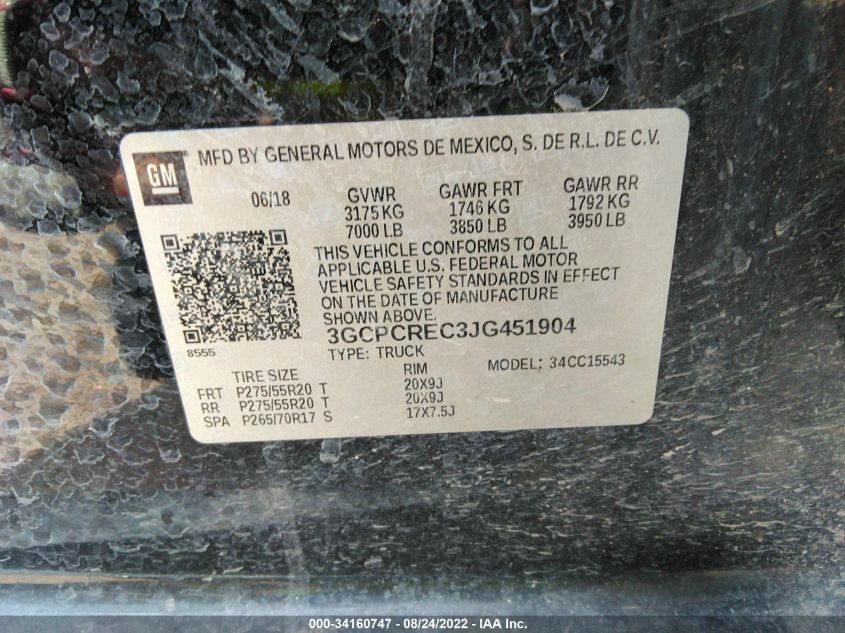 GM
MFD BY GENERAL MOTORS DE MEXICO, S. DE R.L. DE C.V.
06/18 GVWR GAWR FRT GAWR RR
3175 KG 1746 KG 1792 KG
7000 LB 3850 LB 3950 LB
THIS VEHICLE CONFORMS TO ALL
APPLICABLE U.S. FEDERAL MOTOR
VEHICLE SAFETY STANDARDS IN EFFECT
ON THE DATE OF MANUFACTURE
SHOWN ABOVE.
3GCPCREC3JG451904
8555
TYPE: TRUCK MODEL: 34CC15543
TIRE SIZE RIM
FRT P275/55R20 T 20X9J
RR P275/55R20 T 20X9J
SPA P265/70R17 S 17X7.5J
000-34160747 - 08/24/2022 - IAA Inc.